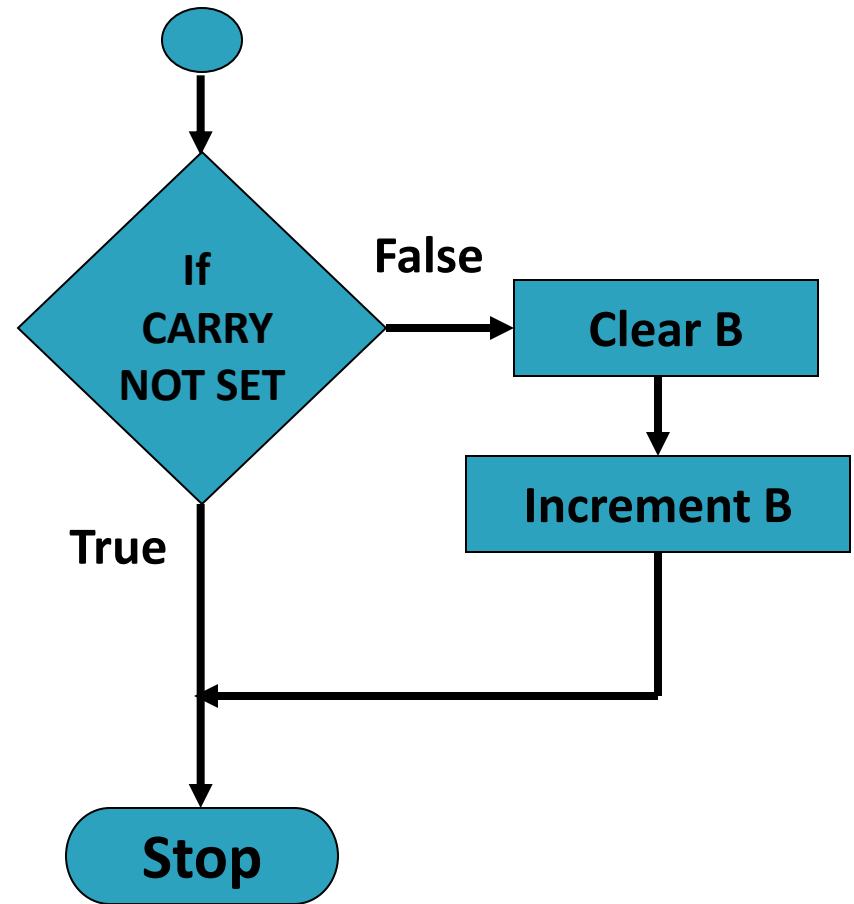 If
CARRY
NOT SET
False
Clear B
Increment B
True
Stop